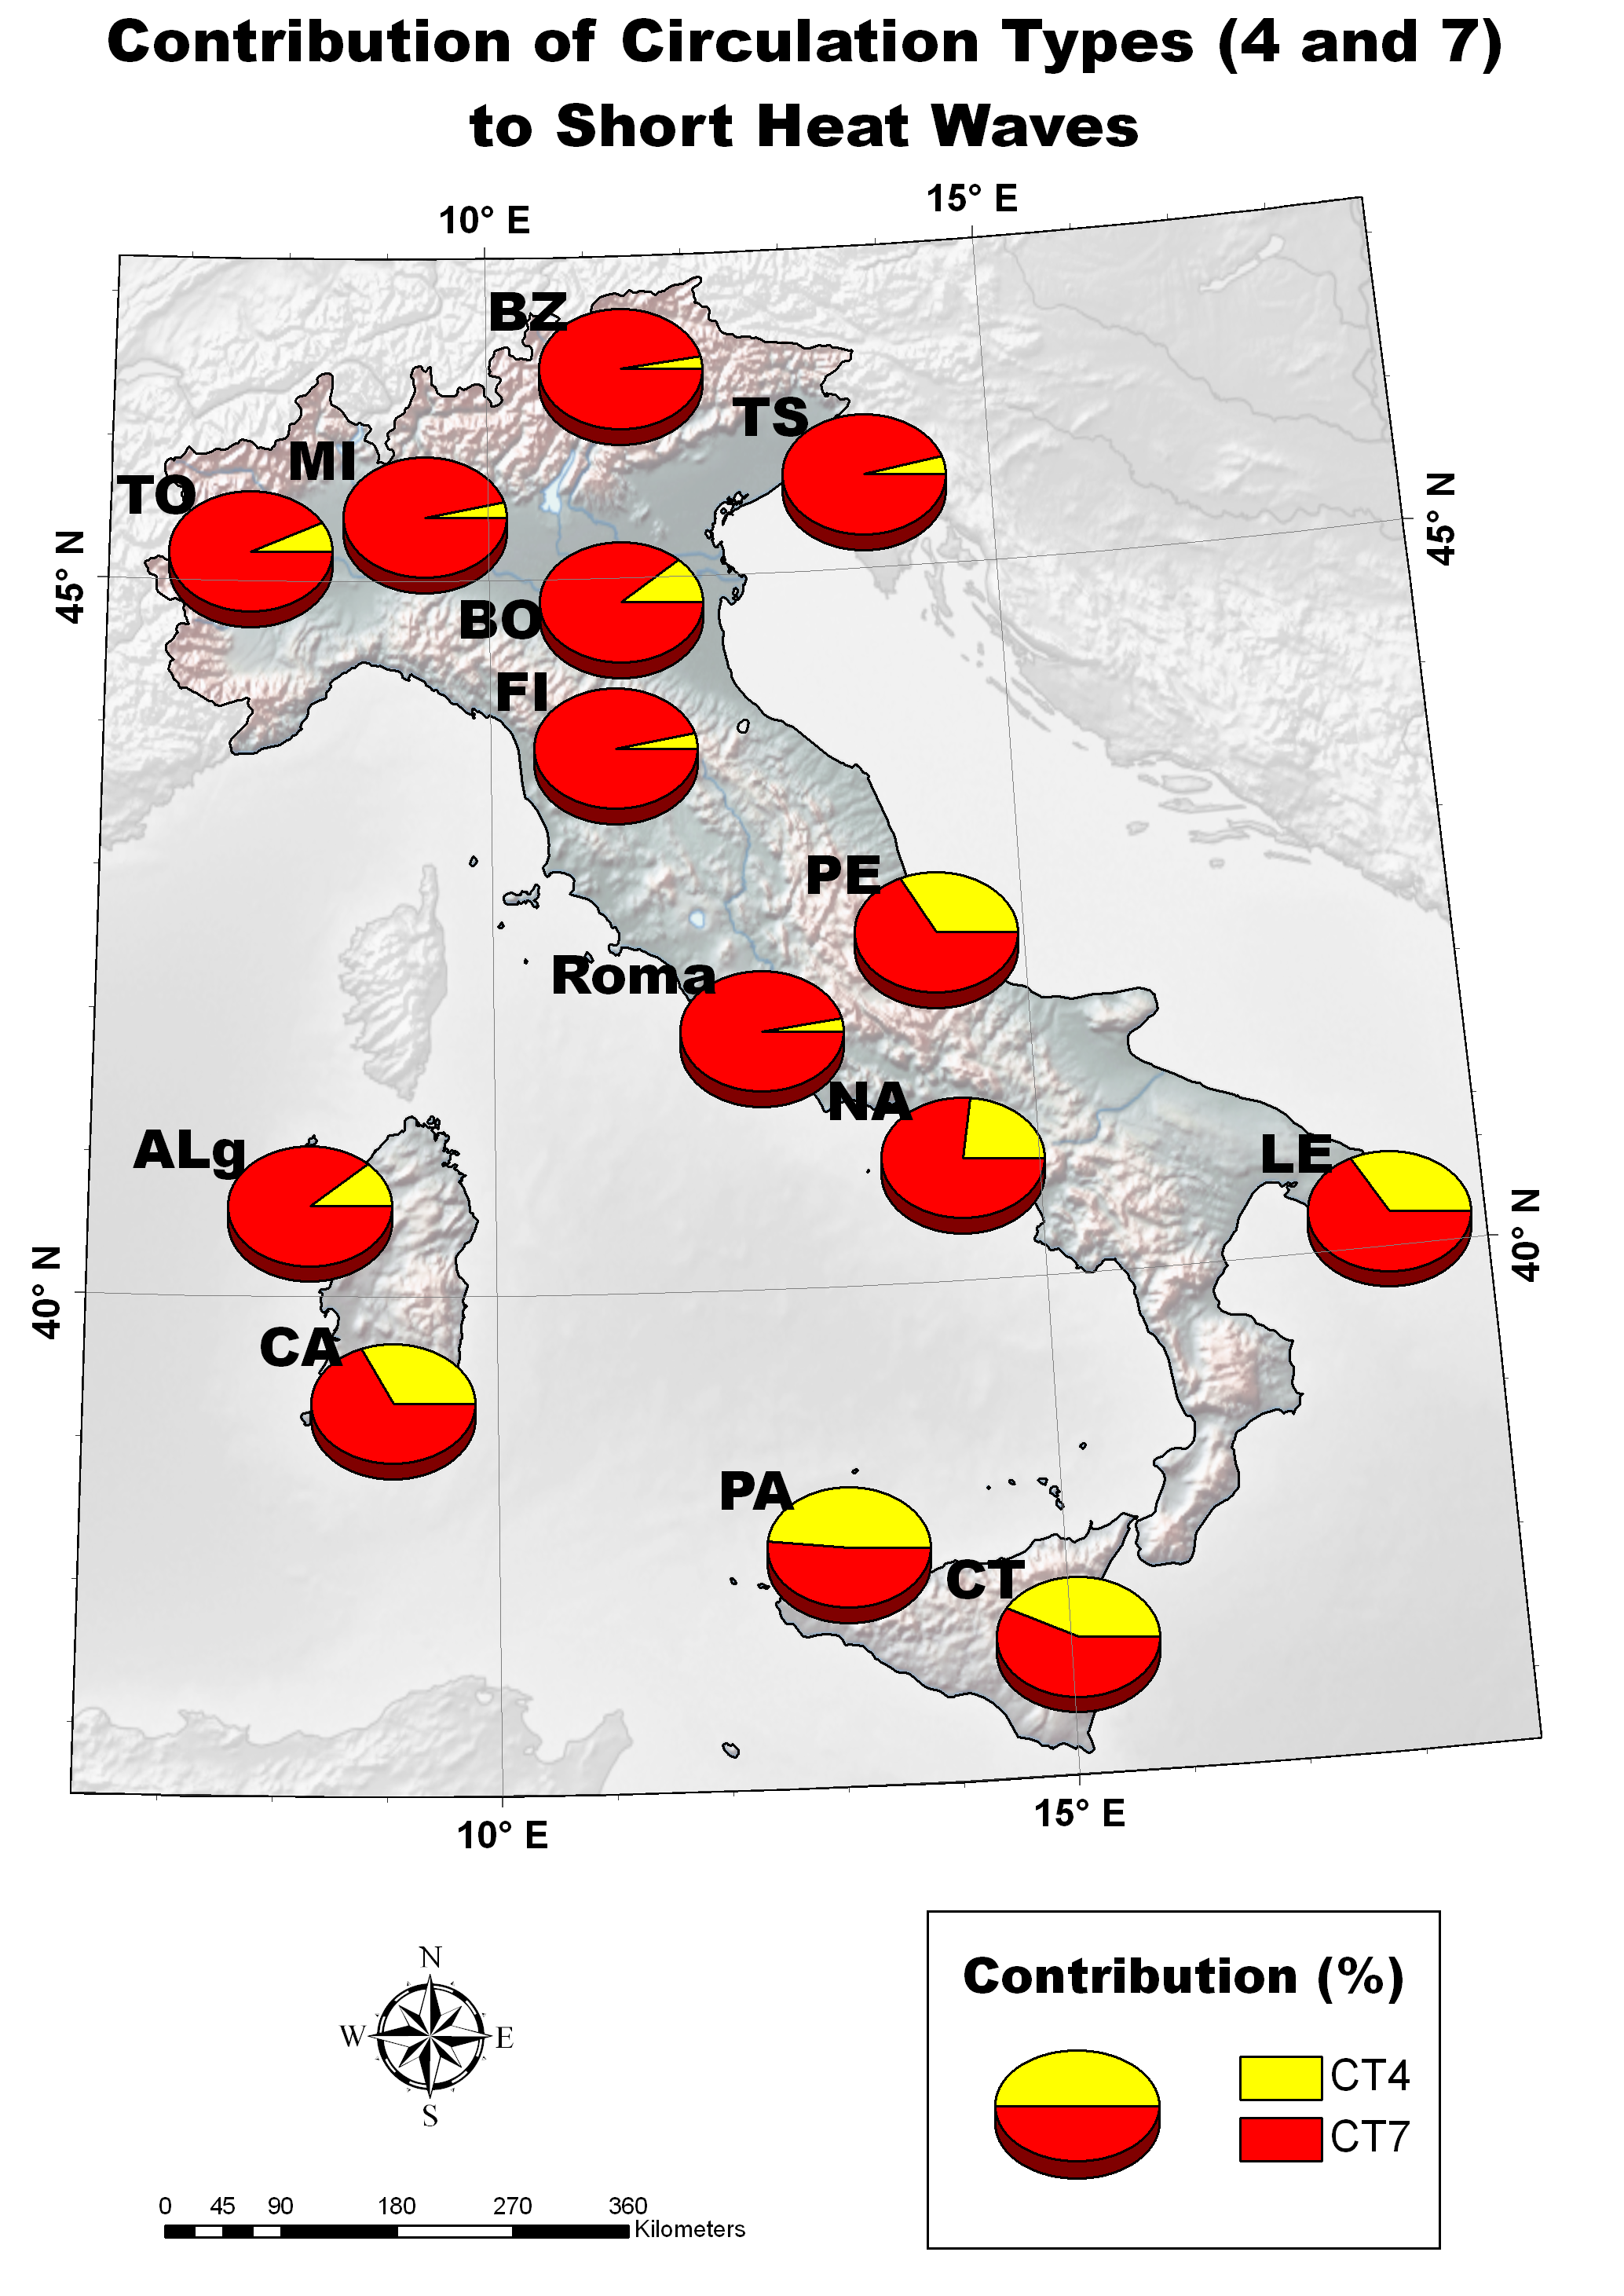 Contribution of Circulation Types (4 and 7)
to Short Heat Waves
10° E
15° E
BZ
TS
MI
TO
45° N
45° N
BO
FI
PE
Roma
NA
ALg
LE
40° N
40° N
CA
PA
CT
10° E
15° E
Contribution (%)
CT4
CT7
N
W
E
S
0 45 90 180 270 360
Kilometers